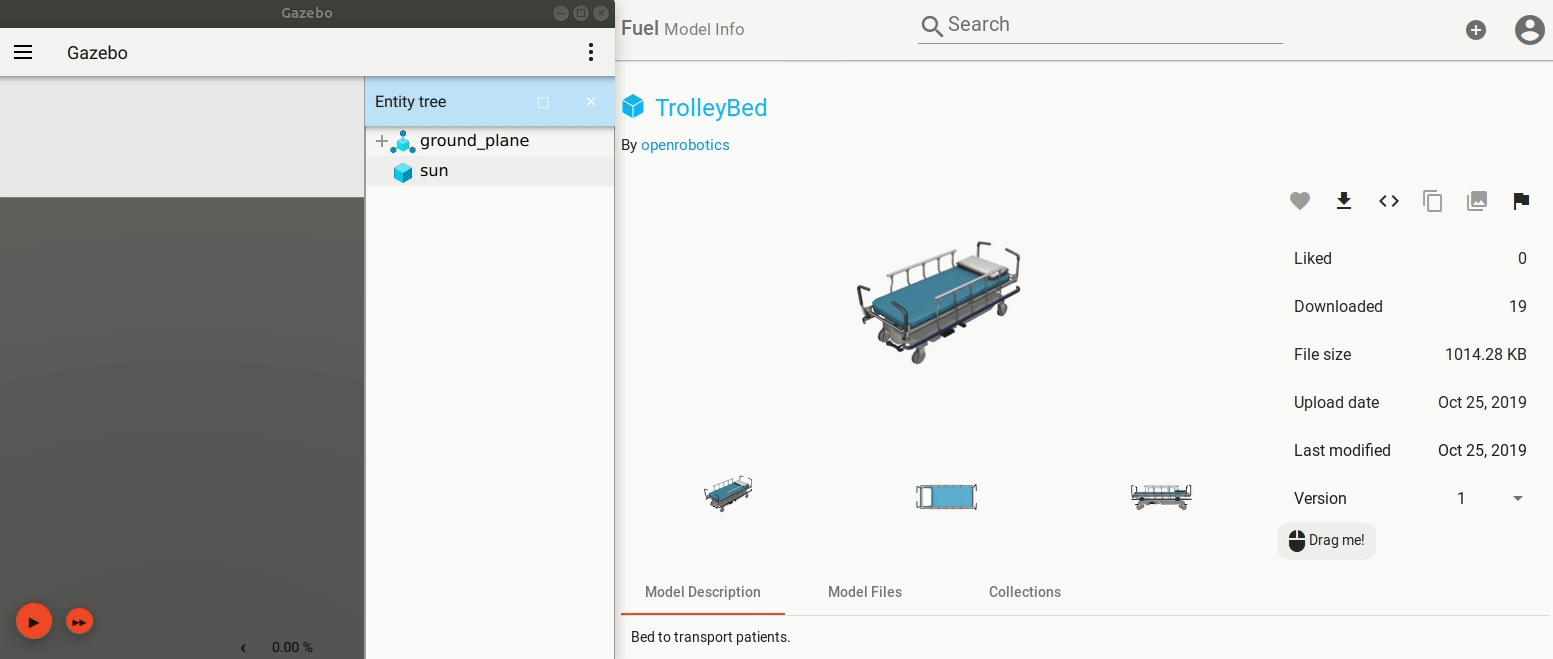 Gazebo
Gazebo
Entity tree
ground_plane
sun
0.00 %
Fuel Model Info
Search
TrolleyBed
By openrobotics
Liked 0
Downloaded 19
File size 1014.28 KB
Upload date Oct 25, 2019
Last modified Oct 25, 2019
Version 1
Drag me!
Model Description Model Files Collections
Bed to transport patients.